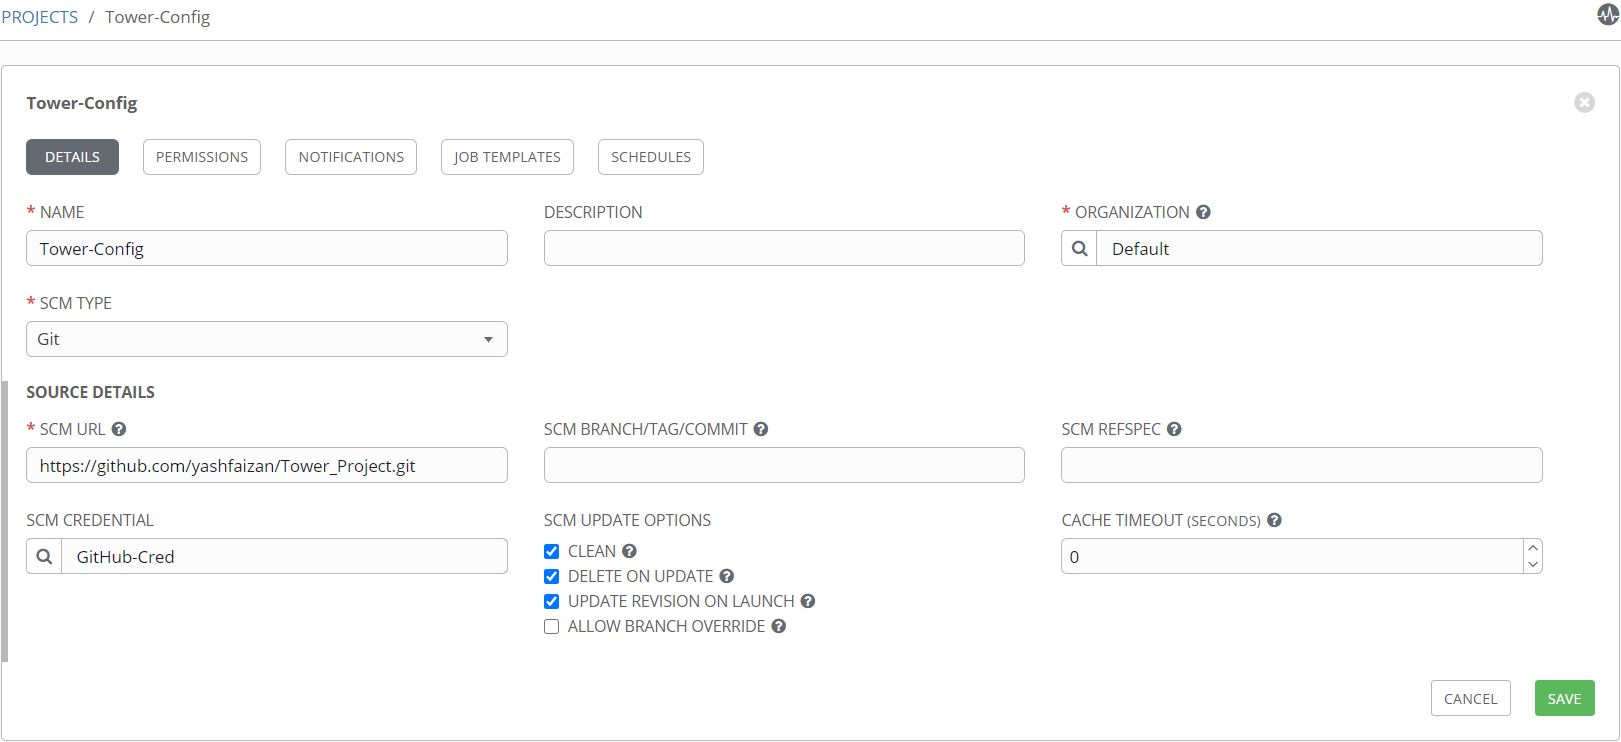 PROJECTS / Tower-Config
Tower-Config
DETAILS PERMISSIONS NOTIFICATIONS JOB TEMPLATES SCHEDULES
* NAME DESCRIPTION * ORGANIZATION ?
Tower-Config Default
* SCM TYPE
Git
SOURCE DETAILS
* SCM URL ? SCM BRANCH/TAG/COMMIT ? SCM REFSPEC ?
https://github.com/yashfaizan/Tower_Project.git
SCM CREDENTIAL SCM UPDATE OPTIONS CACHE TIMEOUT (SECONDS) ?
GitHub-Cred CLEAN ? 0
DELETE ON UPDATE ?
UPDATE REVISION ON LAUNCH ?
ALLOW BRANCH OVERRIDE ?
CANCEL SAVE